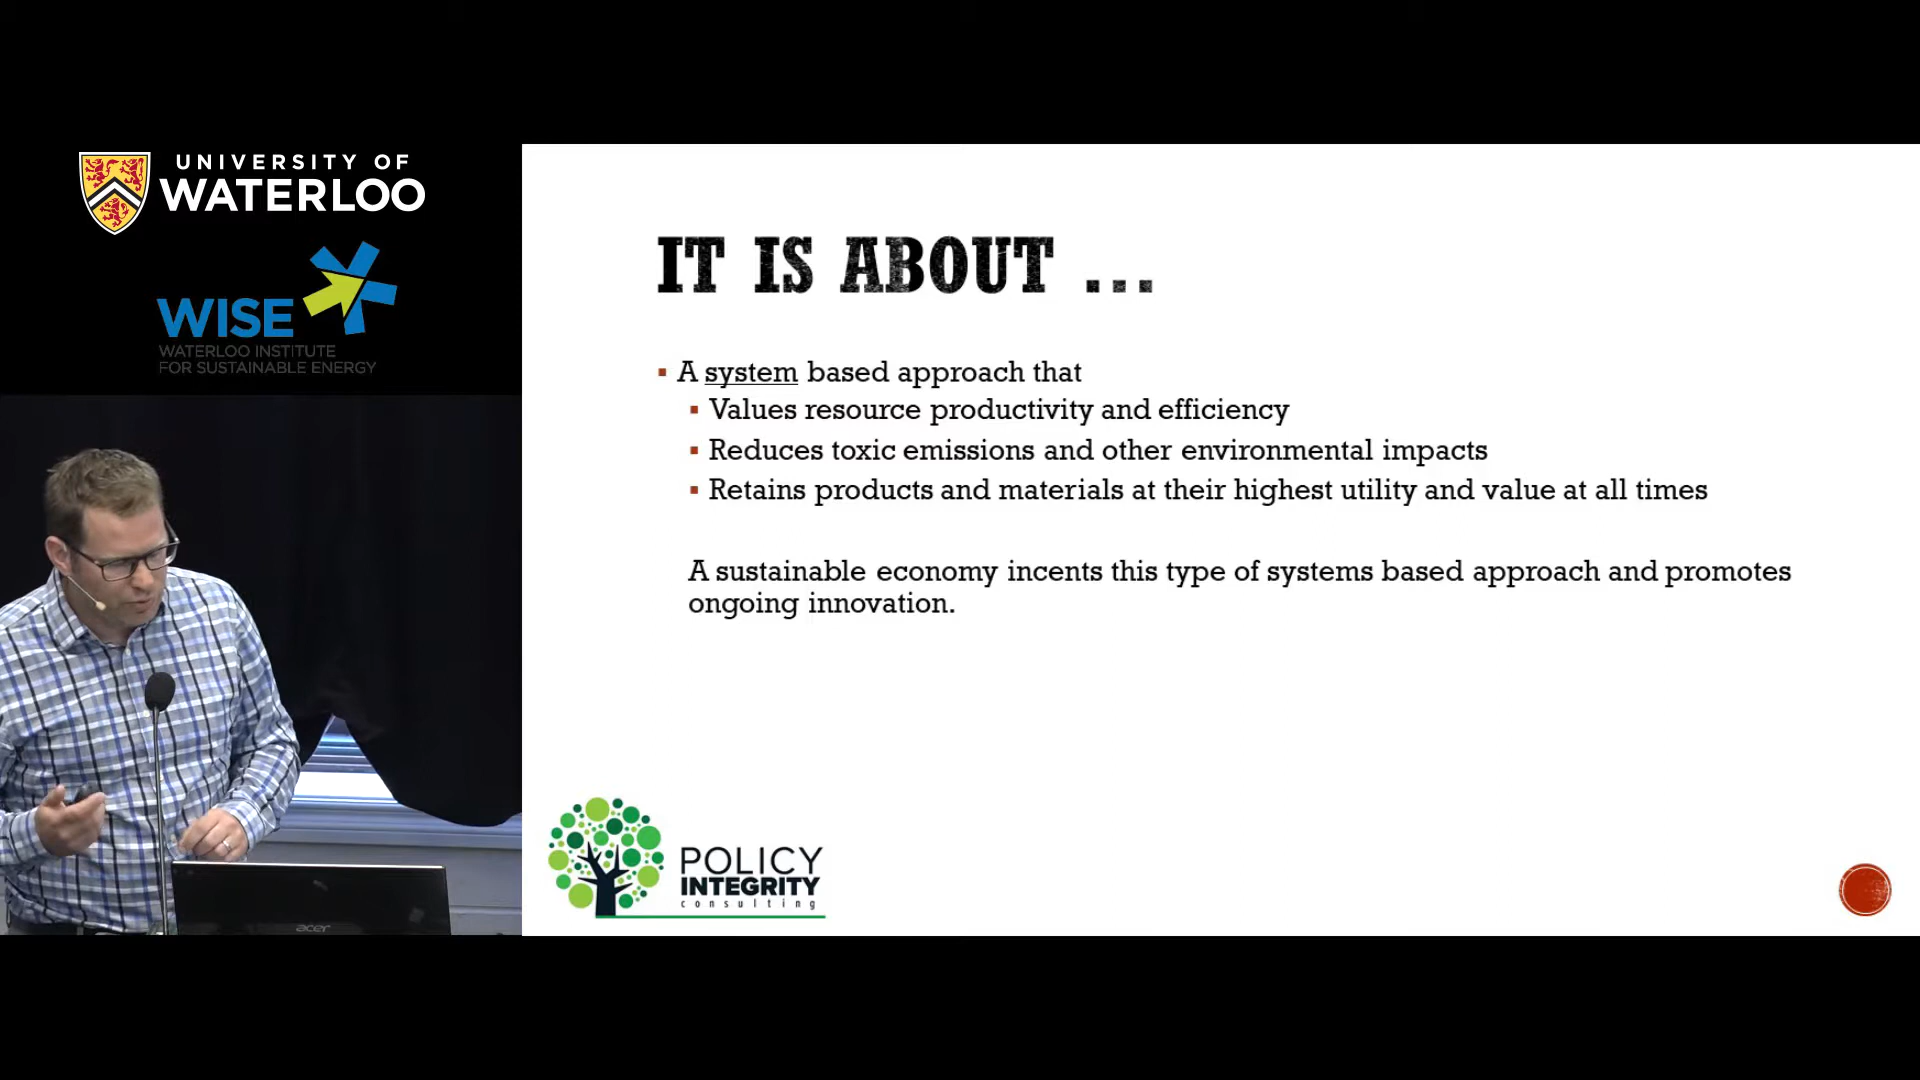 UNIVERSITY OF
WATERLOO
WISE
WATERLOO INSTITUTE
FOR SUSTAINABLE ENERGY
IT IS ABOUT ...
▪ A system based approach that
▪ Values resource productivity and efficiency
▪ Reduces toxic emissions and other environmental impacts
▪ Retains products and materials at their highest utility and value at all times
A sustainable economy incents this type of systems based approach and promotes
ongoing innovation.
POLICY
INTEGRITY
consulting
acer